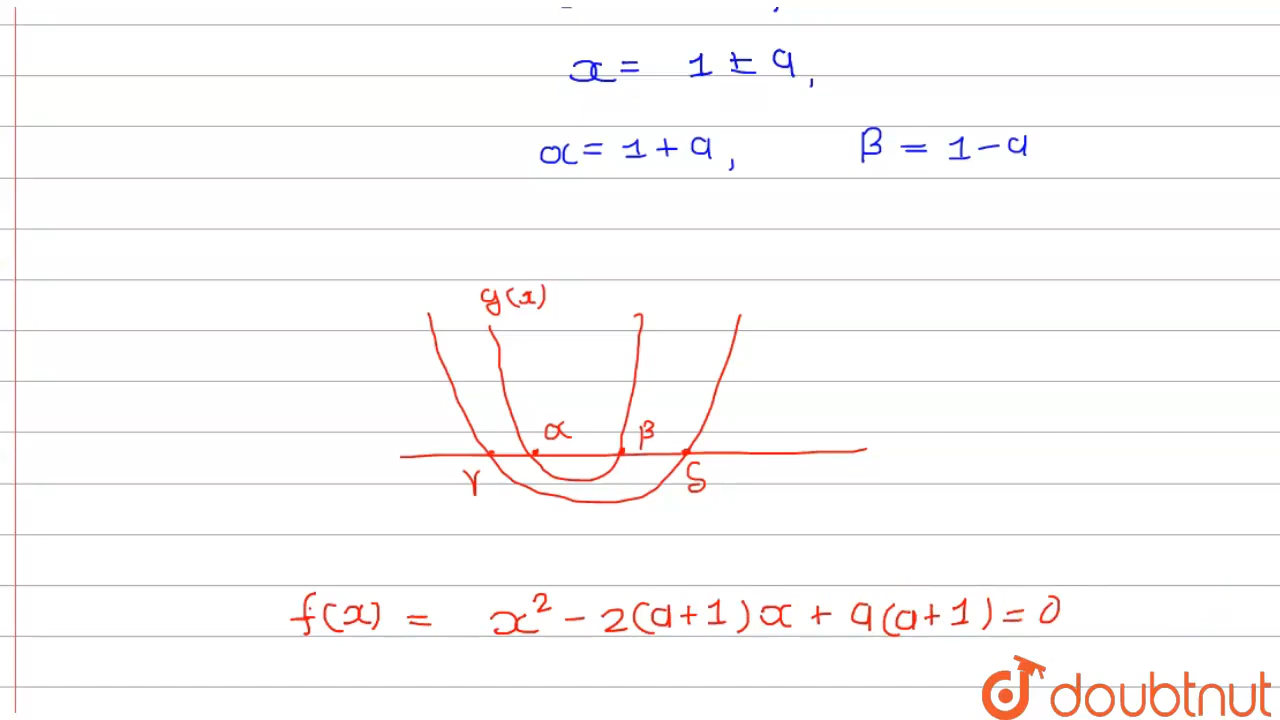 x = 1 ± a,
α = 1 + a, β = 1 - a
g(x)
α β
γ δ
f(x) = x² - 2(a+1)x + a(a+1) = 0
doubtnut